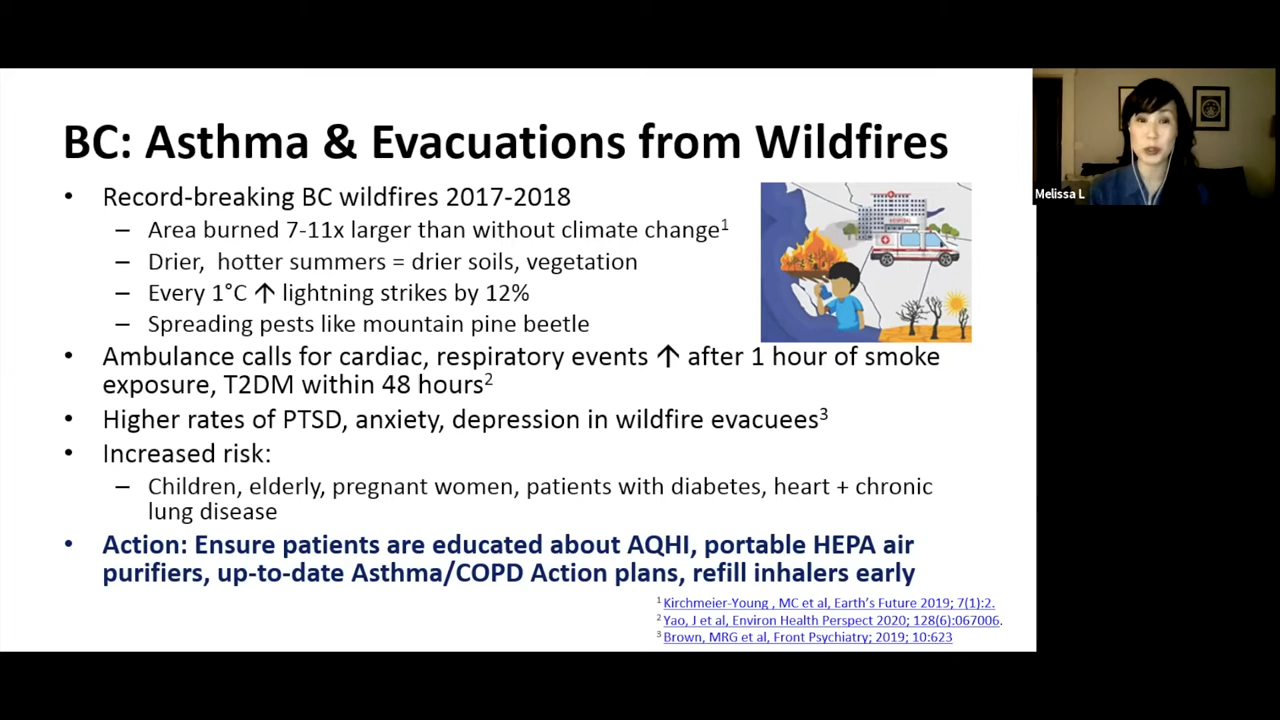 BC: Asthma & Evacuations from Wildfires
• Record-breaking BC wildfires 2017-2018
– Area burned 7-11x larger than without climate change¹
– Drier, hotter summers = drier soils, vegetation
– Every 1°C ↑ lightning strikes by 12%
– Spreading pests like mountain pine beetle
• Ambulance calls for cardiac, respiratory events ↑ after 1 hour of smoke
exposure, T2DM within 48 hours²
• Higher rates of PTSD, anxiety, depression in wildfire evacuees³
• Increased risk:
– Children, elderly, pregnant women, patients with diabetes, heart + chronic
lung disease
• Action: Ensure patients are educated about AQHI, portable HEPA air
purifiers, up-to-date Asthma/COPD Action plans, refill inhalers early
¹ Kirchmeier-Young , MC et al, Earth's Future 2019; 7(1):2.
² Yao, J et al, Environ Health Perspect 2020; 128(6):067006.
³ Brown, MRG et al, Front Psychiatry; 2019; 10:623
HOSPITAL
Melissa L